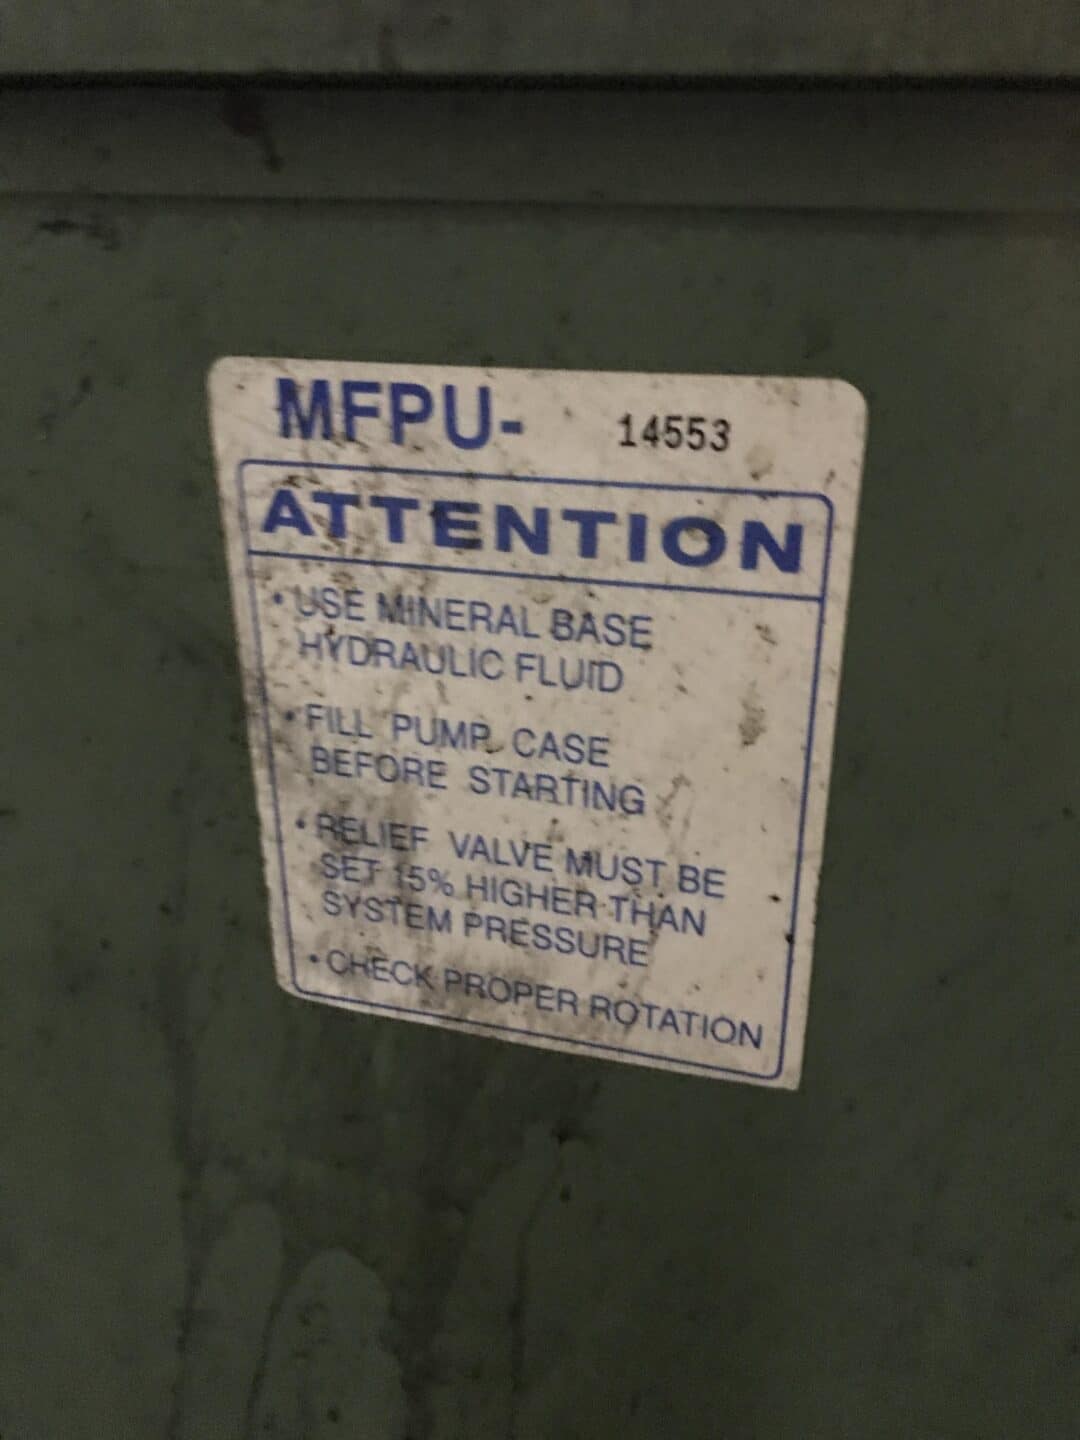 MFPU- 14553
ATTENTION
• USE MINERAL BASE
HYDRAULIC FLUID
• FILL PUMP CASE
BEFORE STARTING
• RELIEF VALVE MUST BE
SET 15% HIGHER THAN
SYSTEM PRESSURE
• CHECK PROPER ROTATION